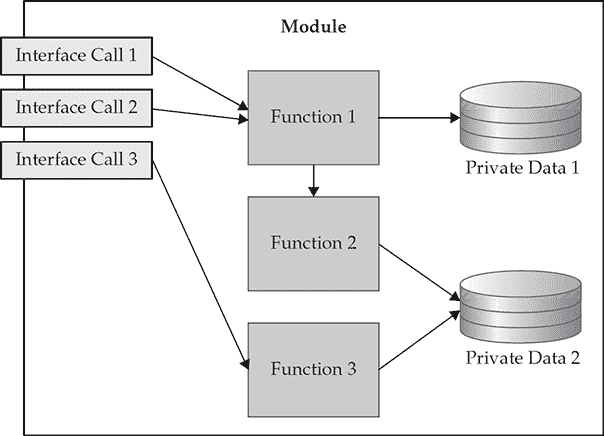 Module
Interface Call 1
Interface Call 2
Interface Call 3
Function 1
Private Data 1
Function 2
Function 3
Private Data 2